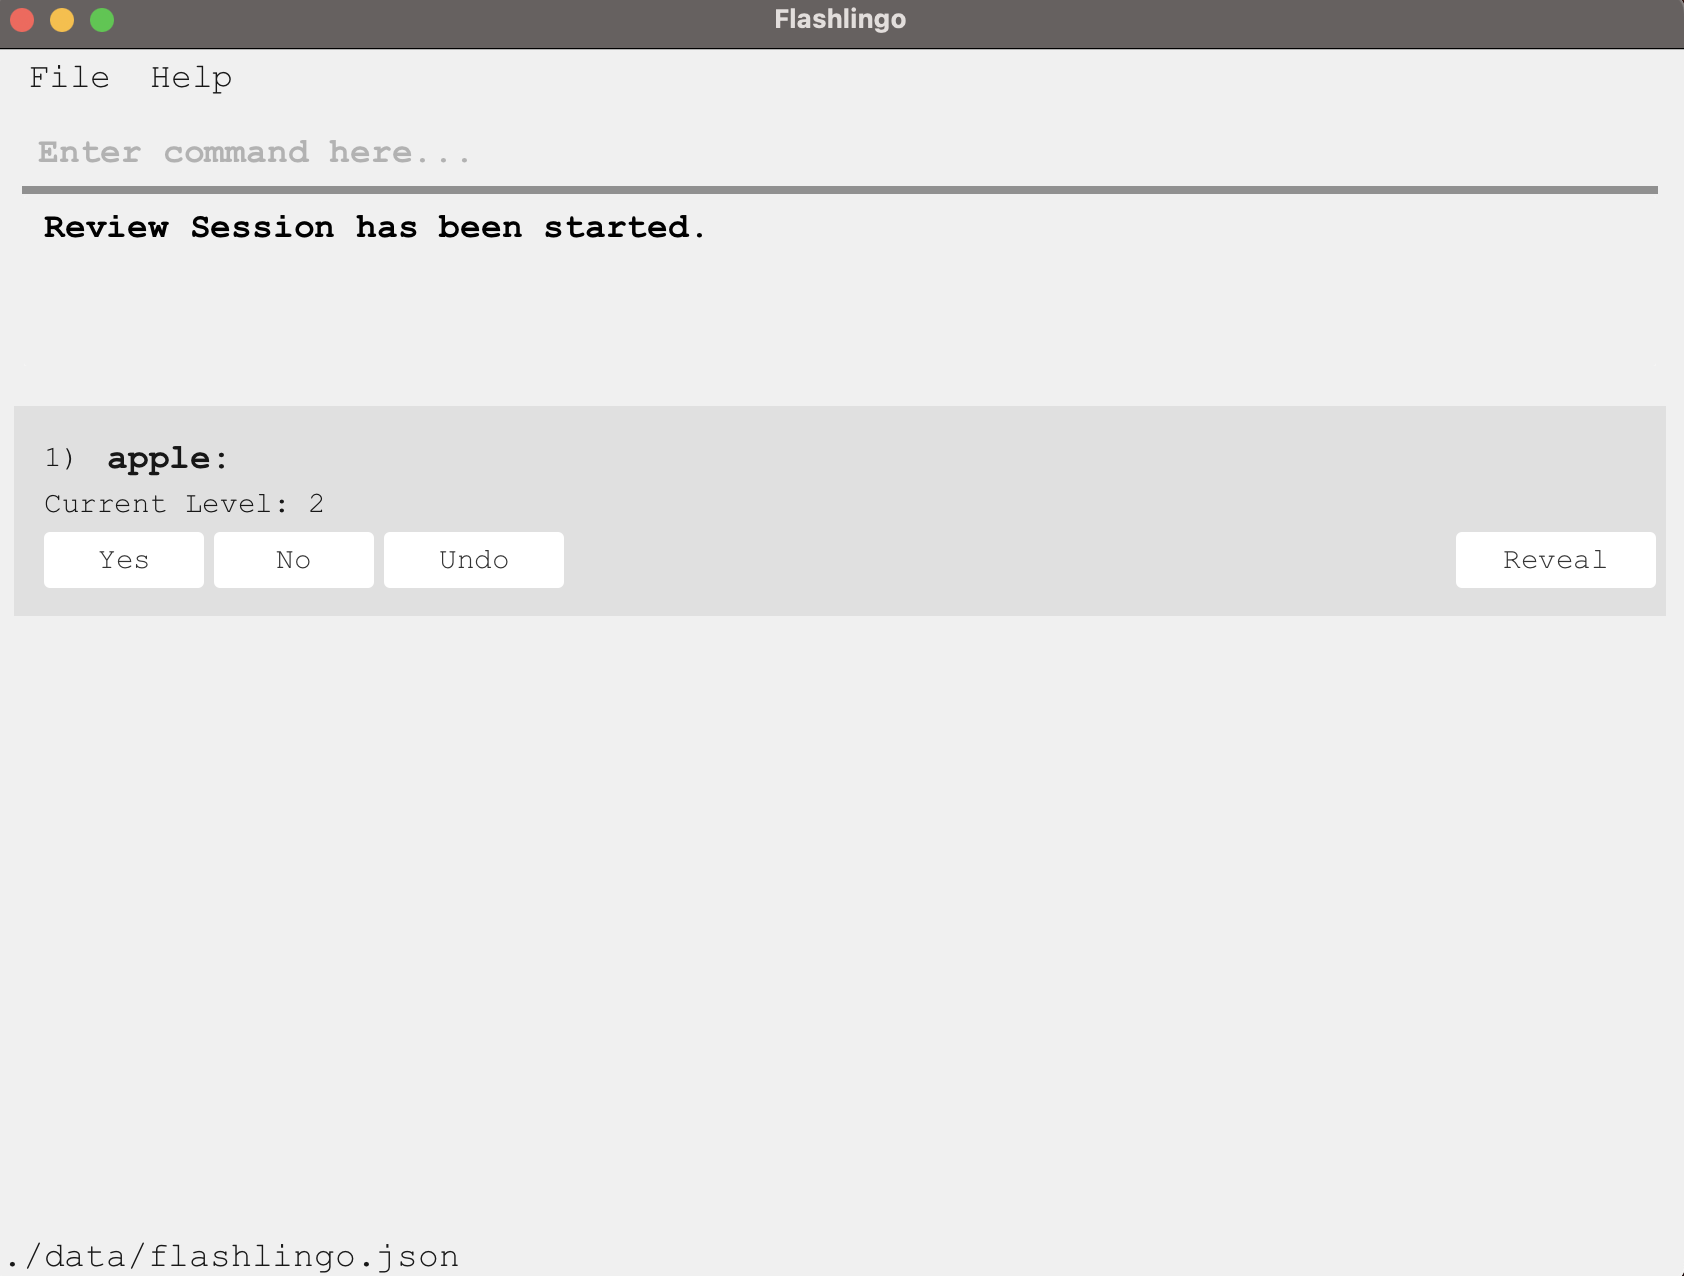 Flashlingo
File Help
Enter command here...
Review Session has been started.
1) apple:
Current Level: 2
Yes No Undo Reveal
./data/flashlingo.json